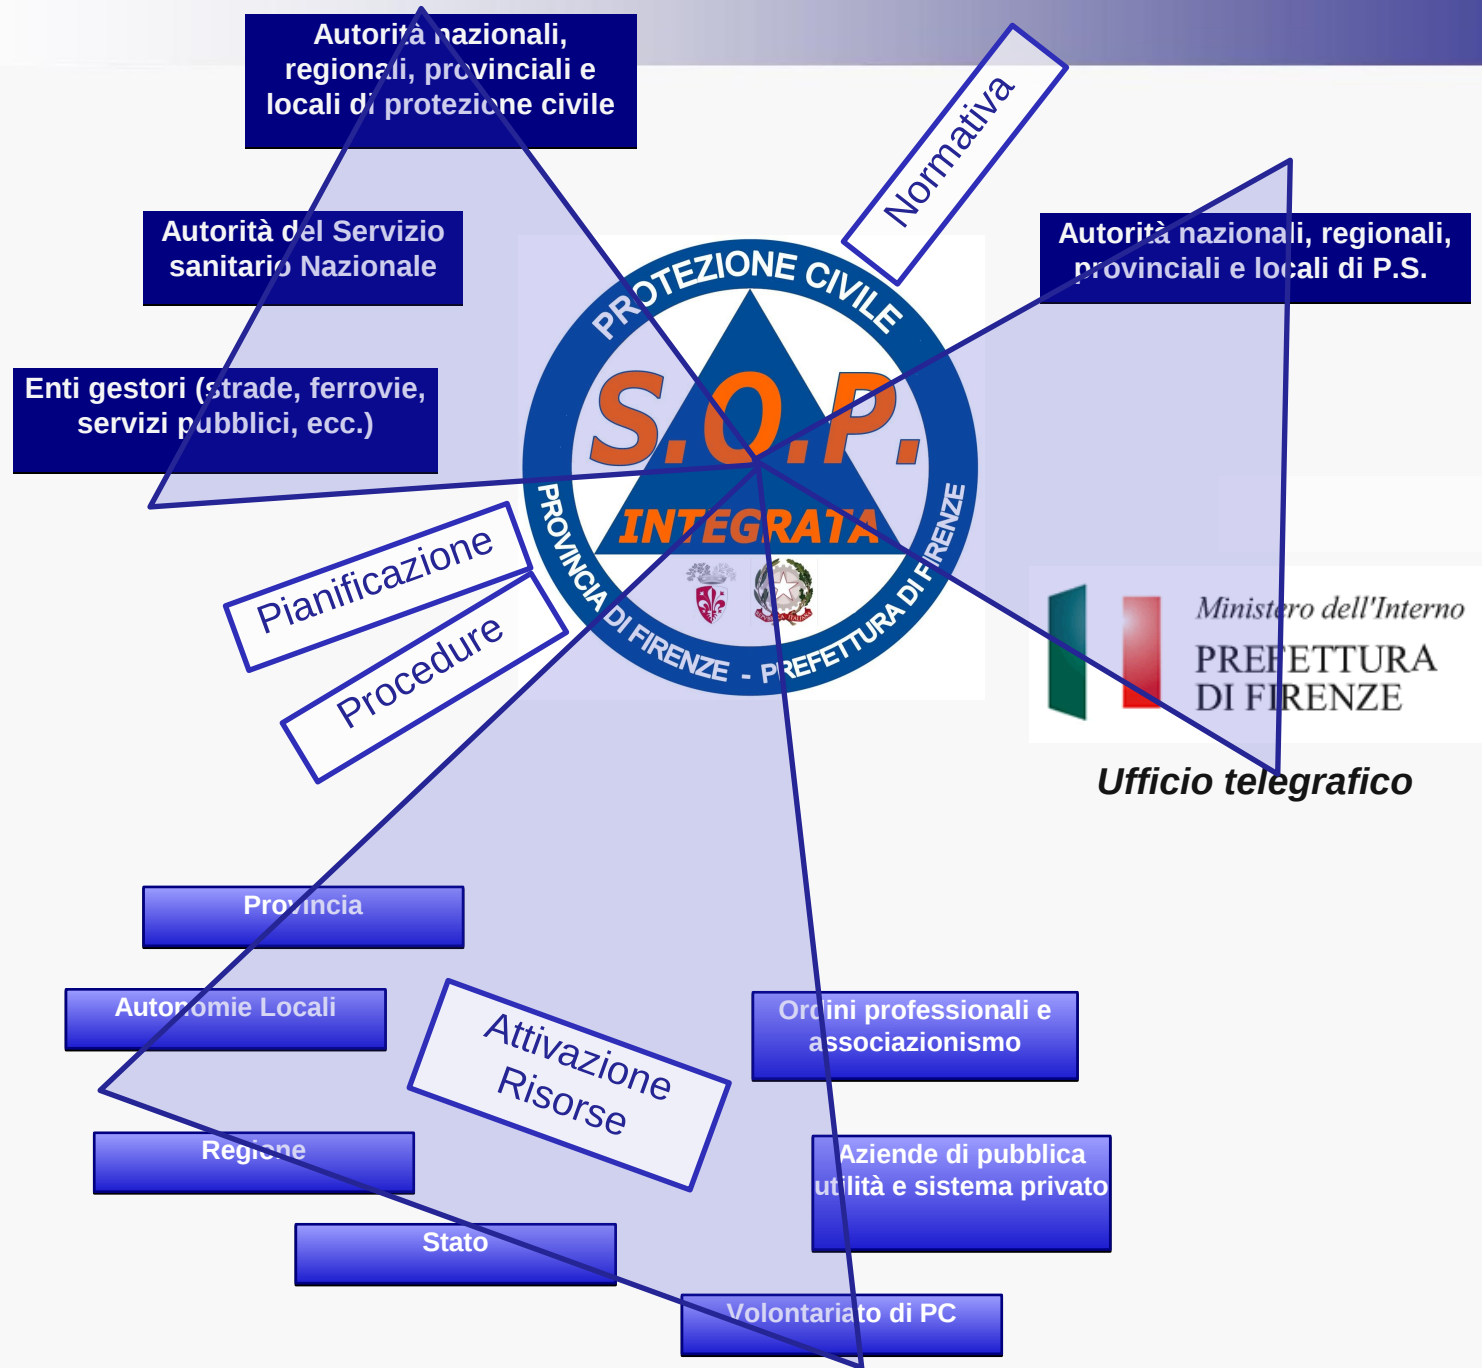 Autorità nazionali,
regionali, provinciali e
locali di protezione civile
Normativa
Autorità del Servizio
sanitario Nazionale
Autorità nazionali, regionali,
provinciali e locali di P.S.
Enti gestori (strade, ferrovie,
servizi pubblici, ecc.)
PROTEZIONE CIVILE
S.O.P.
INTEGRATA
PROVINCIA DI FIRENZE - PREFETTURA DI FIRENZE
Pianificazione
Procedure
Ministero dell'Interno
PREFETTURA
DI FIRENZE
Ufficio telegrafico
Provincia
Autonomie Locali
Attivazione
Risorse
Ordini professionali e
associazionismo
Regione
Aziende di pubblica
utilità e sistema privato
Stato
Volontariato di PC